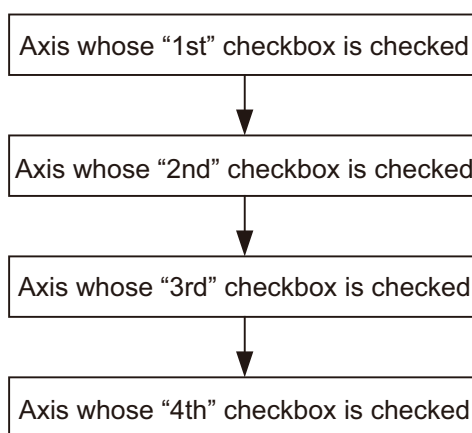 Axis whose “1st” checkbox is checked
Axis whose “2nd” checkbox is checked
Axis whose “3rd” checkbox is checked
Axis whose “4th” checkbox is checked